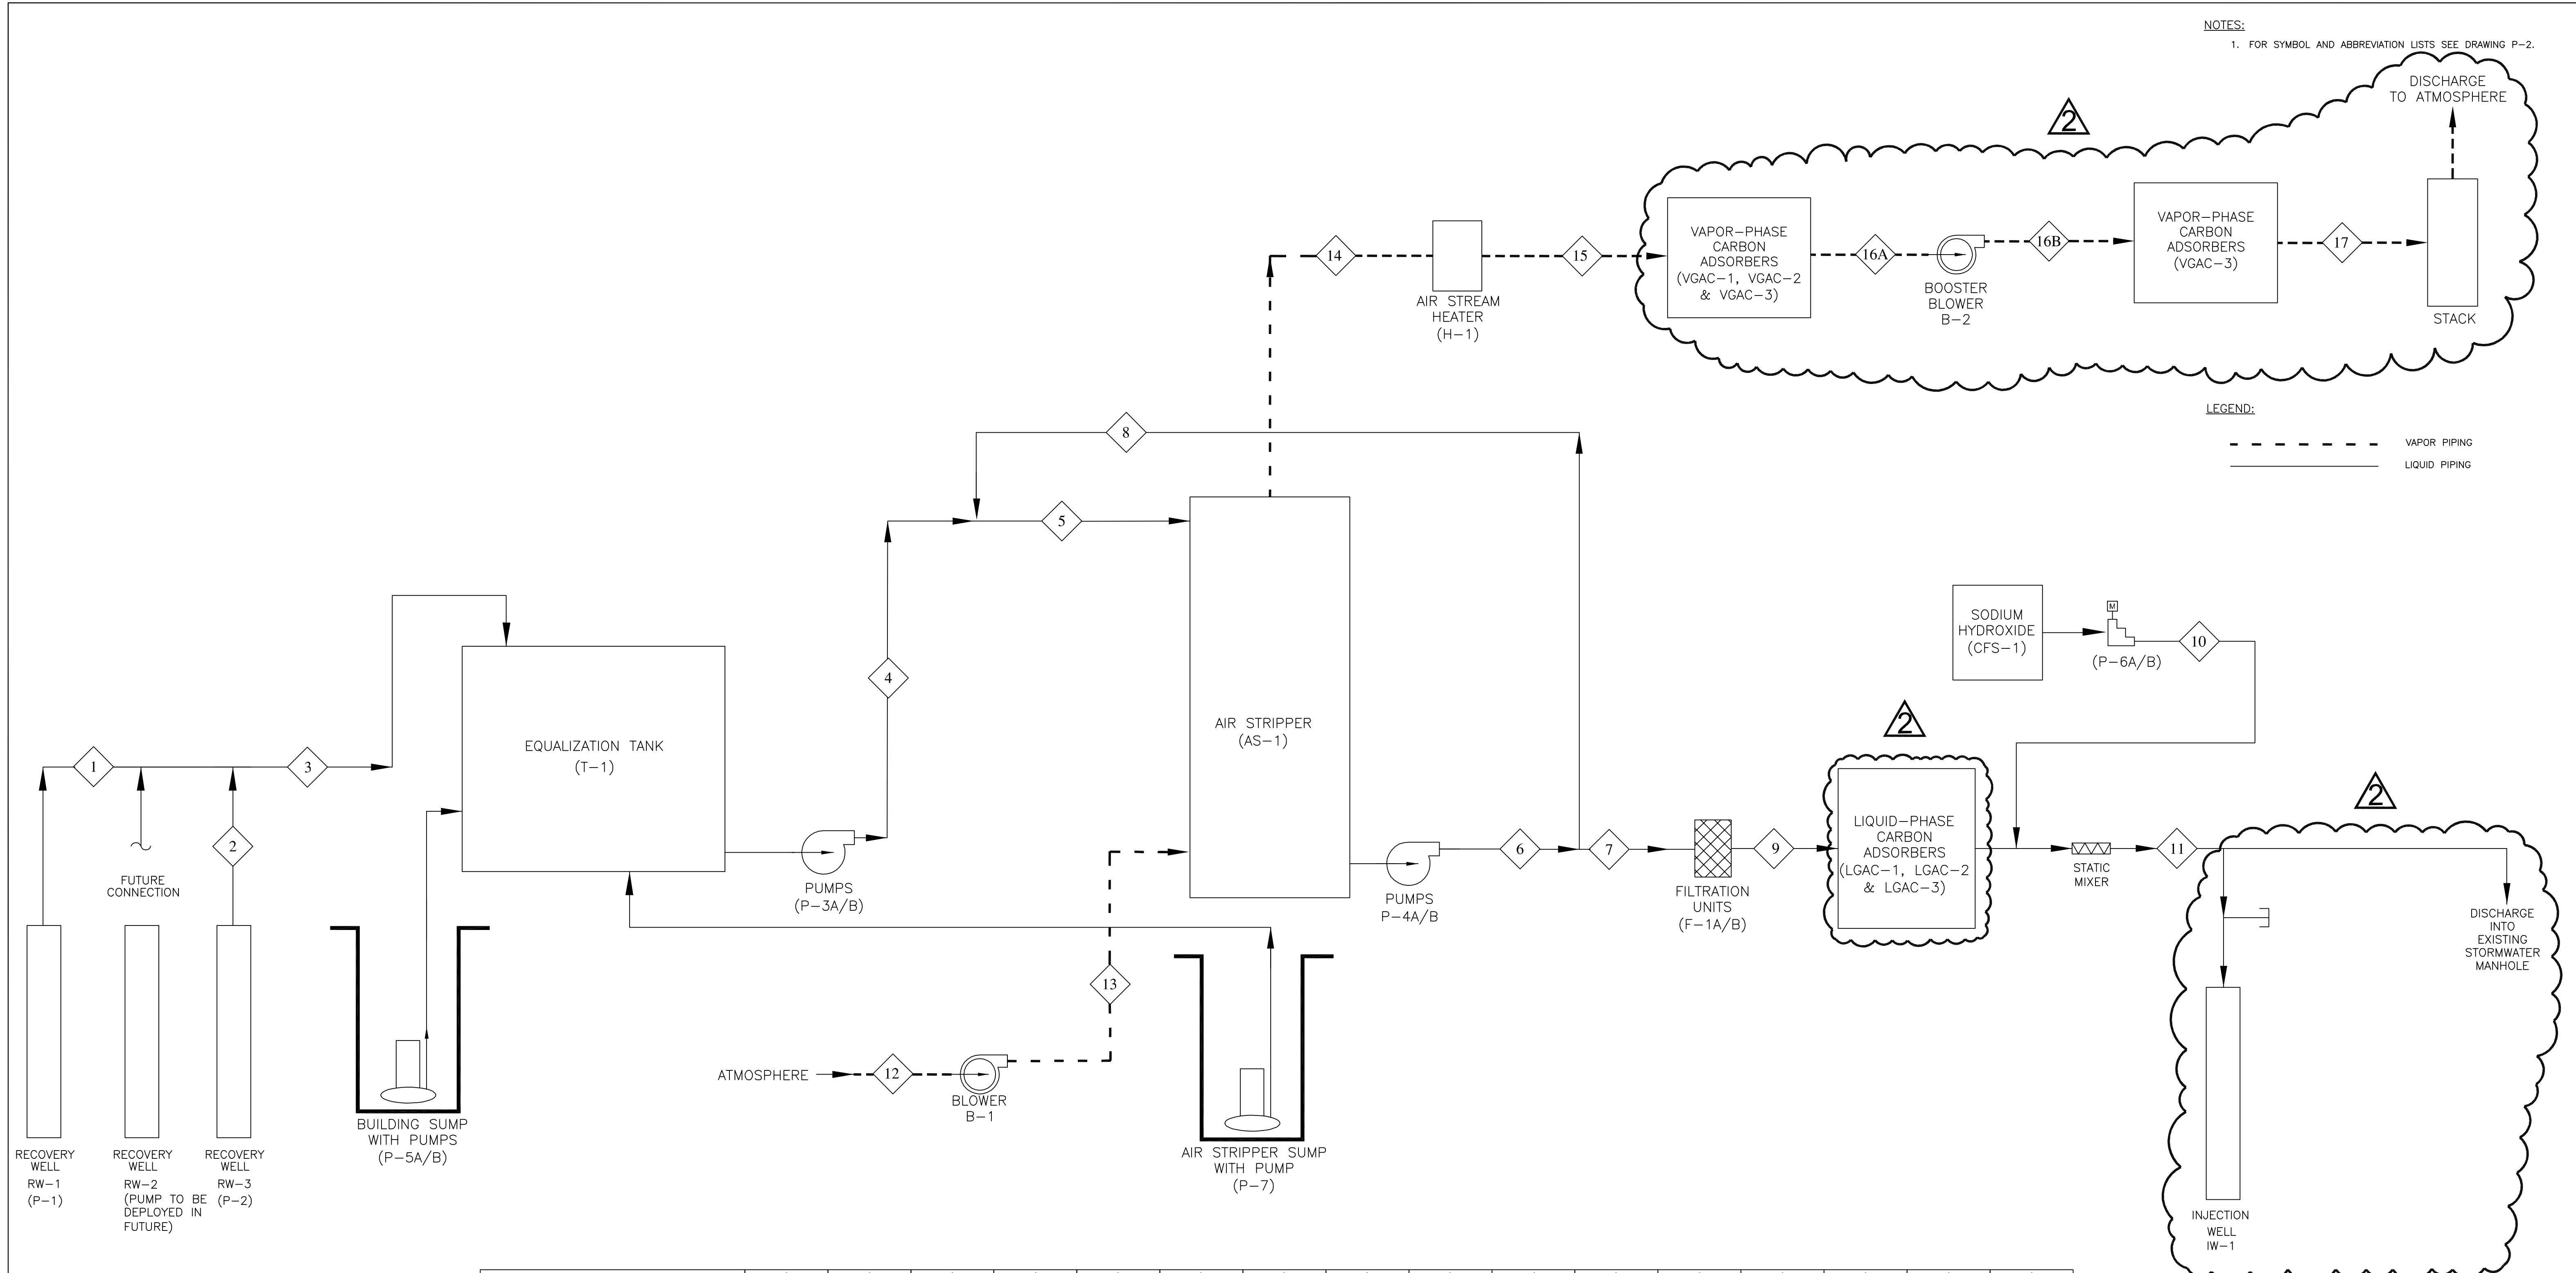 NOTES:
1. FOR SYMBOL AND ABBREVIATION LISTS SEE DRAWING P-2.
DISCHARGE
TO ATMOSPHERE
2
14
AIR STREAM
HEATER
(H-1)
15
VAPOR-PHASE
CARBON
ADSORBERS
(VGAC-1, VGAC-2
& VGAC-3)
16A
BOOSTER
BLOWER
B-2
16B
VAPOR-PHASE
CARBON
ADSORBERS
(VGAC-3)
17
STACK
LEGEND:
VAPOR PIPING
LIQUID PIPING
8
5
4
AIR STRIPPER
(AS-1)
EQUALIZATION TANK
(T-1)
1
3
2
FUTURE
CONNECTION
PUMPS
(P-3A/B)
PUMPS
P-4A/B
6
7
FILTRATION
UNITS
(F-1A/B)
9
2
LIQUID-PHASE
CARBON
ADSORBERS
(LGAC-1, LGAC-2
& LGAC-3)
SODIUM
HYDROXIDE
(CFS-1)
M
(P-6A/B)
10
STATIC
MIXER
11
2
DISCHARGE
INTO
EXISTING
STORMWATER
MANHOLE
INJECTION
WELL
IW-1
13
ATMOSPHERE
12
BLOWER
B-1
AIR STRIPPER SUMP
WITH PUMP
(P-7)
BUILDING SUMP
WITH PUMPS
(P-5A/B)
RECOVERY
WELL
RW-1
(P-1)
RECOVERY
WELL
RW-2
(PUMP TO BE
DEPLOYED IN
FUTURE)
RECOVERY
WELL
RW-3
(P-2)